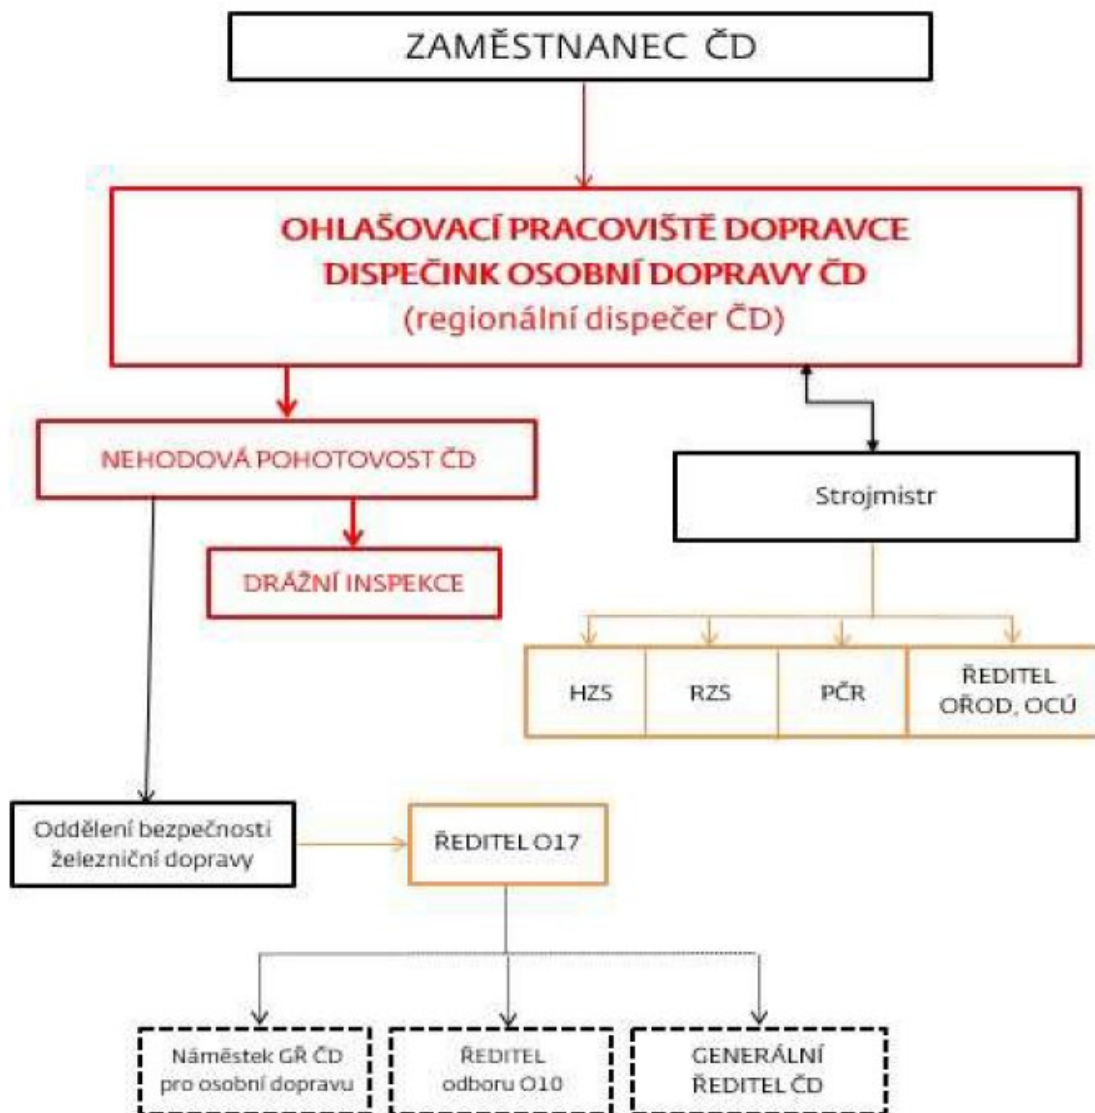 ZAMĚSTNANEC ČD
OHLAŠOVACÍ PRACOVIŠTĚ DOPRAVCE
DISPEČINK OSOBNÍ DOPRAVY ČD
(regionální dispečer ČD)
NEHODOVÁ POHOTOVOST ČD
Strojmistr
DRÁŽNÍ INSPEKCE
HZS
RZS
PČR
ŘEDITEL
OŘOD, OCÚ
Oddělení bezpečnosti
železniční dopravy
ŘEDITEL O17
Náměstek GŘ ČD
pro osobní dopravu
ŘEDITEL
odboru O10
GENERÁLNÍ
ŘEDITEL ČD